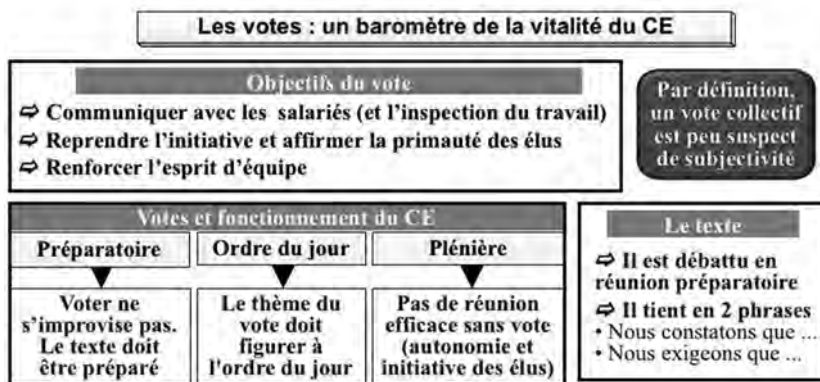 Les votes : un baromètre de la vitalité du CE
Objectifs du vote
⇨ Communiquer avec les salariés (et l'inspection du travail)
⇨ Reprendre l'initiative et affirmer la primauté des élus
⇨ Renforcer l'esprit d'équipe
Par définition,
un vote collectif
est peu suspect
de subjectivité
Votes et fonctionnement du CE
Préparatoire
Voter ne
s'improvise pas.
Le texte doit
être préparé
Ordre du jour
Le thème du
vote doit
figurer à
l'ordre du jour
Plénière
Pas de réunion
efficace sans vote
(autonomie et
initiative des élus)
Le texte
⇨ Il est débattu en
réunion préparatoire
⇨ Il tient en 2 phrases
• Nous constatons que ...
• Nous exigeons que ...